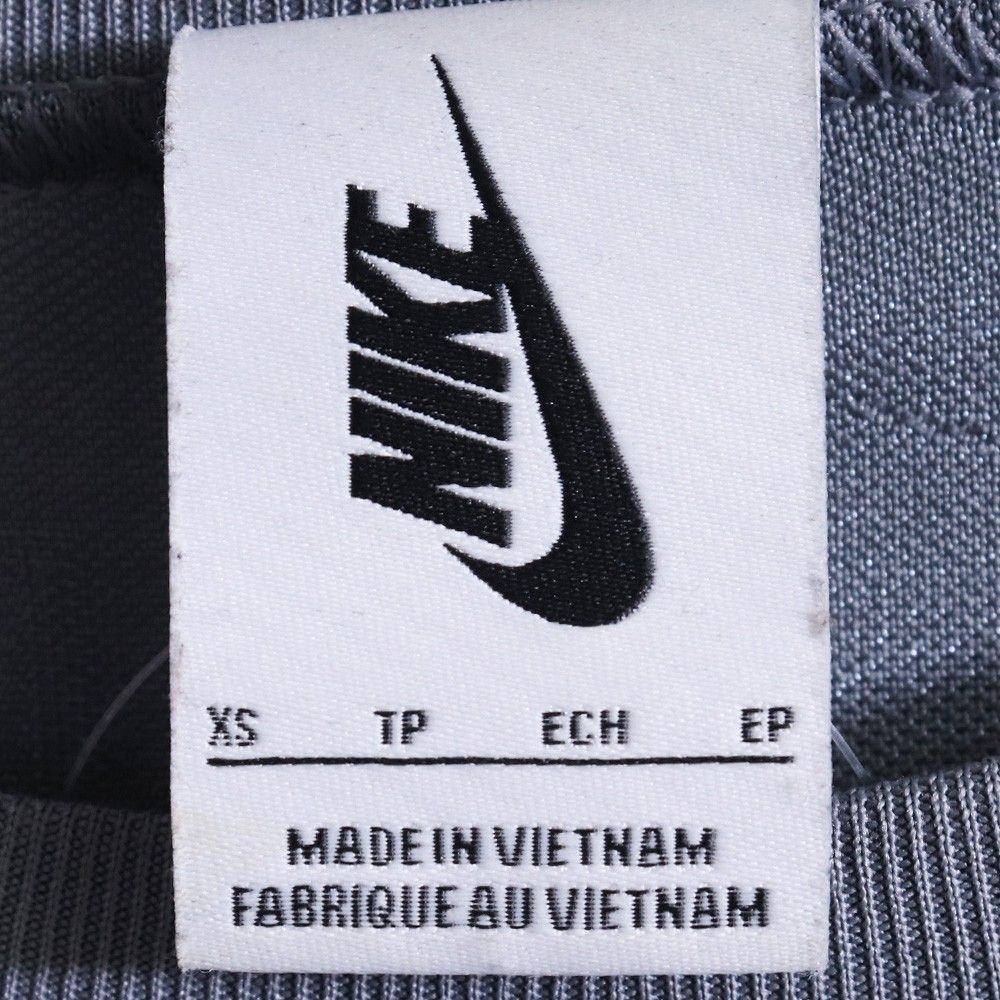 NIKE
XS TP ECH EP
MADE IN VIETNAM
FABRIQUE AU VIETNAM